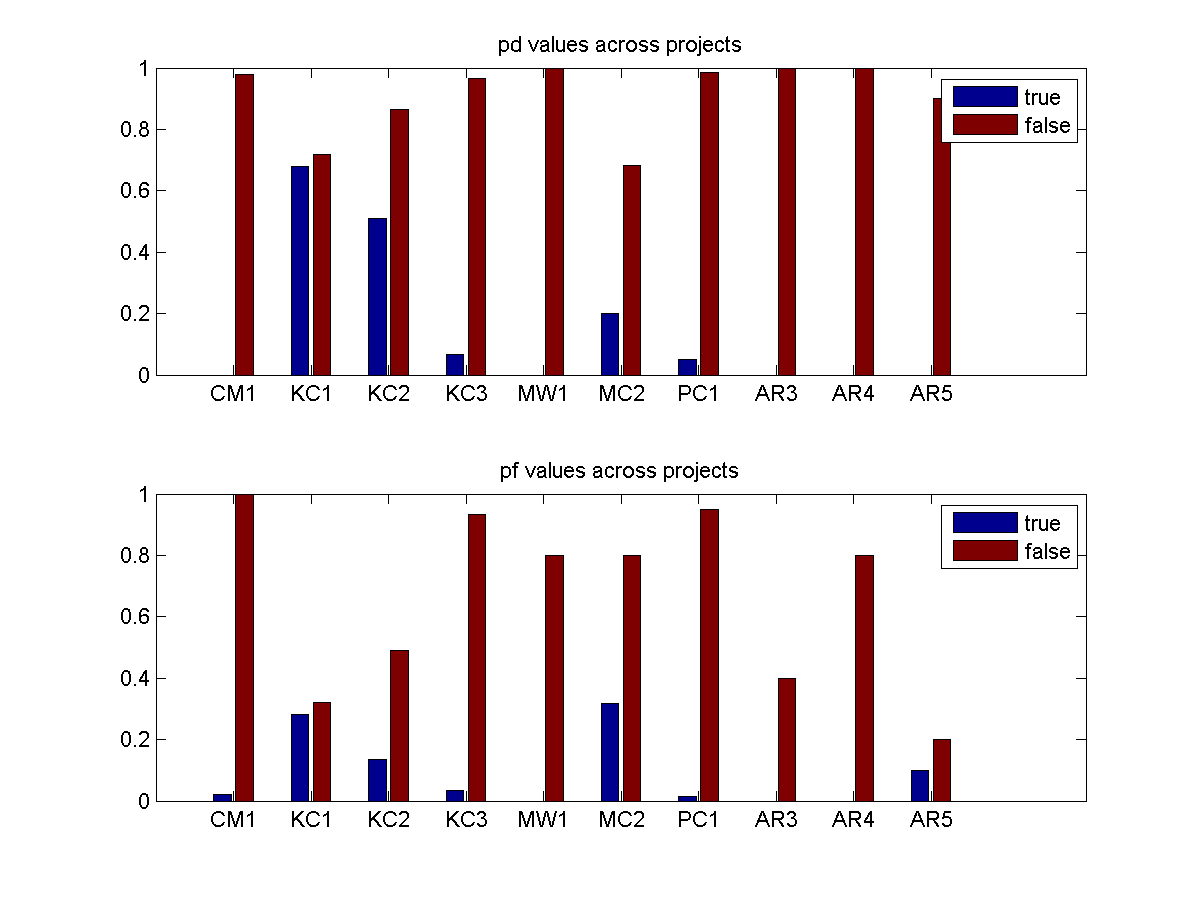 pd values across projects
1
0.8
0.6
0.4
0.2
0
true
false
CM1 KC1 KC2 KC3 MW1 MC2 PC1 AR3 AR4 AR5
pf values across projects
1
0.8
0.6
0.4
0.2
0
true
false
CM1 KC1 KC2 KC3 MW1 MC2 PC1 AR3 AR4 AR5